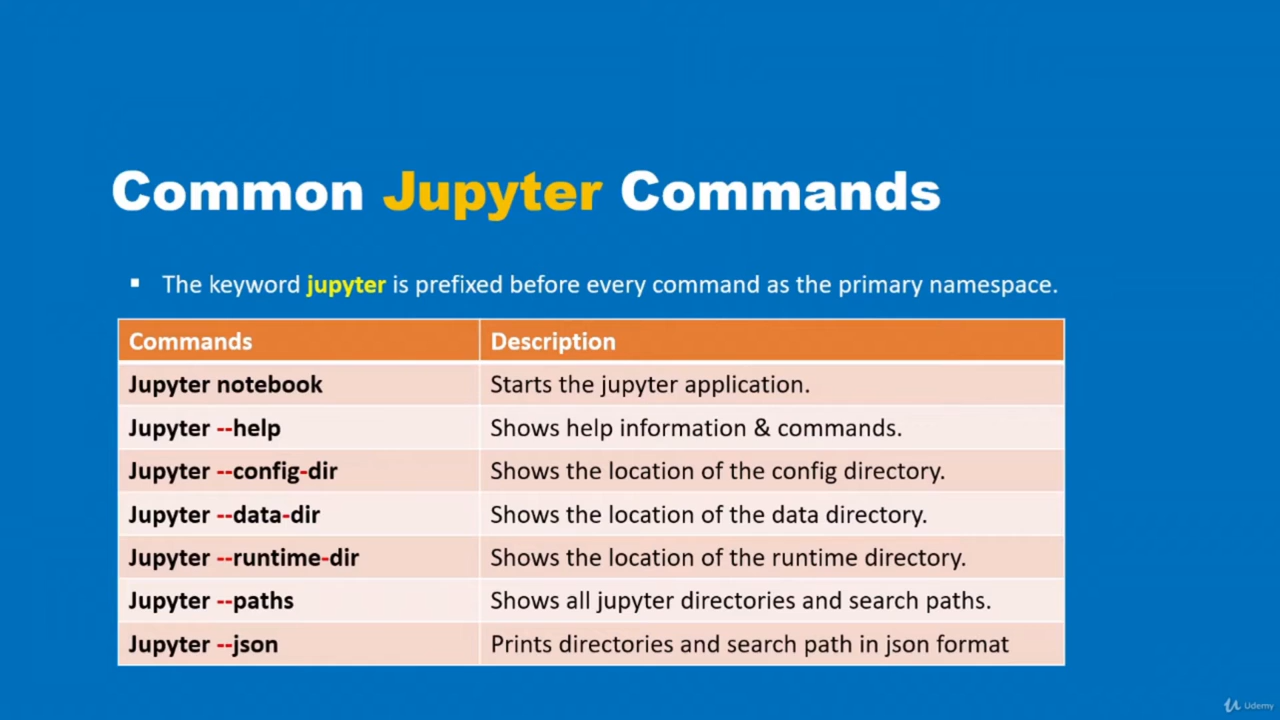 Common Jupyter Commands
▪ The keyword jupyter is prefixed before every command as the primary namespace.
Commands Description
Jupyter notebook Starts the jupyter application.
Jupyter --help Shows help information & commands.
Jupyter --config-dir Shows the location of the config directory.
Jupyter --data-dir Shows the location of the data directory.
Jupyter --runtime-dir Shows the location of the runtime directory.
Jupyter --paths Shows all jupyter directories and search paths.
Jupyter --json Prints directories and search path in json format
Udemy